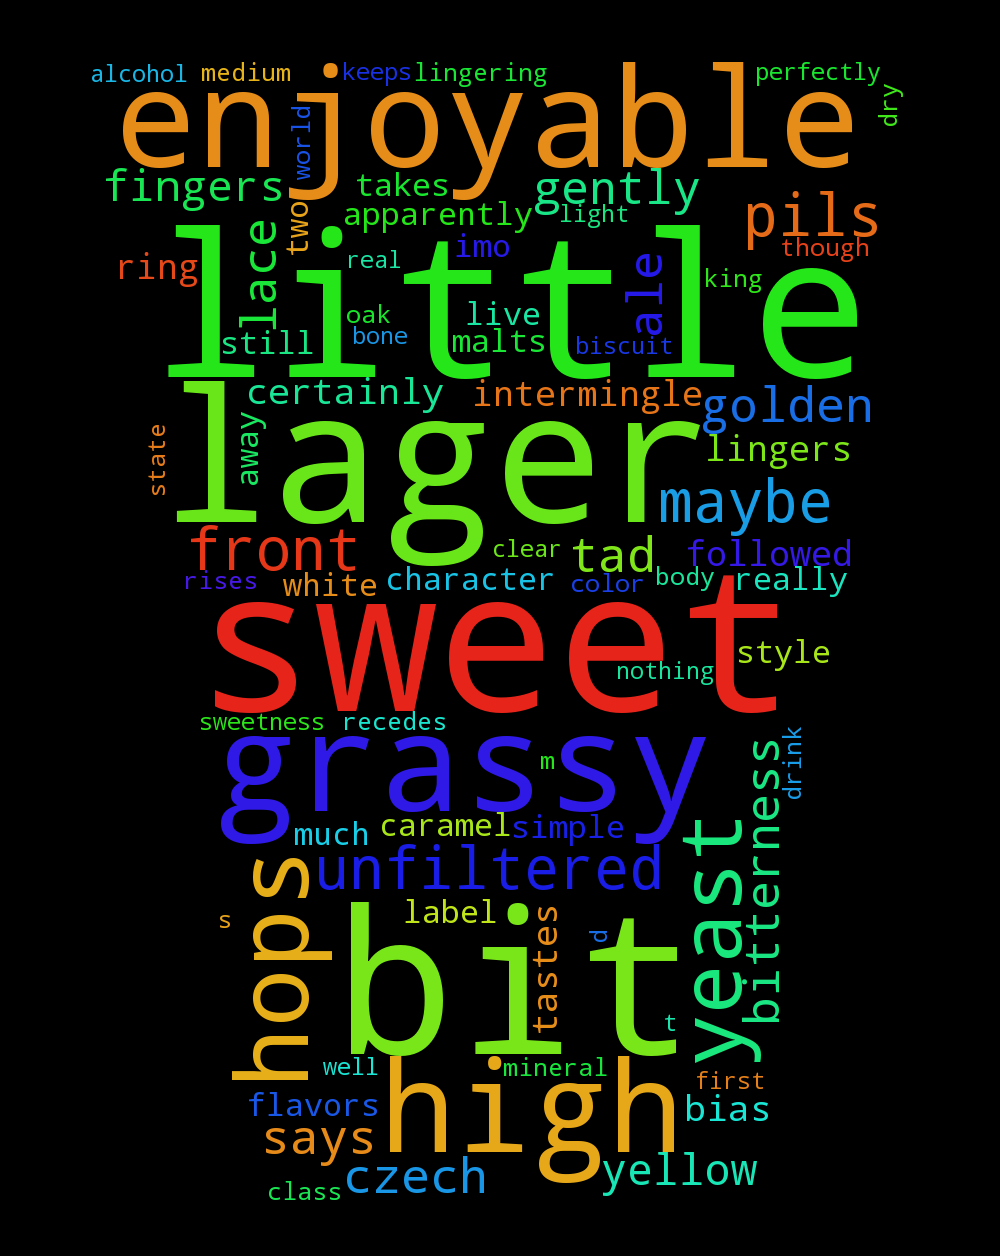 alcohol medium keeps lingering perfectly
enjoyable
dry
world
fingers takes gently
two apparently light pils
though
ring lace real imo ale king
little
oak live
still bone malts biscuit
certainly intermingle golden
lager
away lingers
state
maybe
front clear tad followed
rises white character color body really
sweet
style
nothing
sweetness recedes
grassy
m drink
much caramel simple
bitterness
yeast
unfiltered
hops
label
s tastes d
bit
t
well mineral first
high
flavors bias
says
czech yellow
class